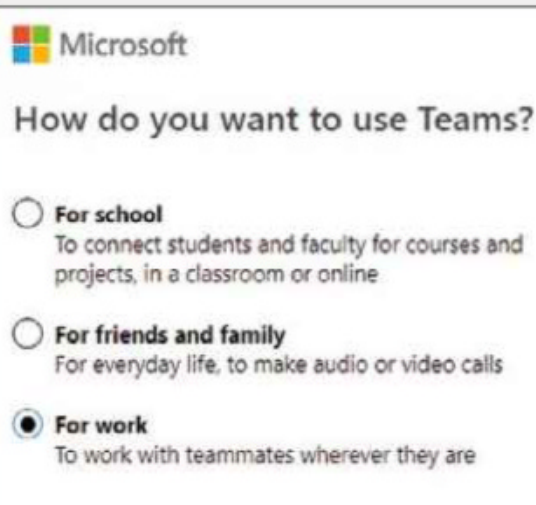 Microsoft
How do you want to use Teams?
For school
To connect students and faculty for courses and
projects, in a classroom or online
For friends and family
For everyday life, to make audio or video calls
For work
To work with teammates wherever they are